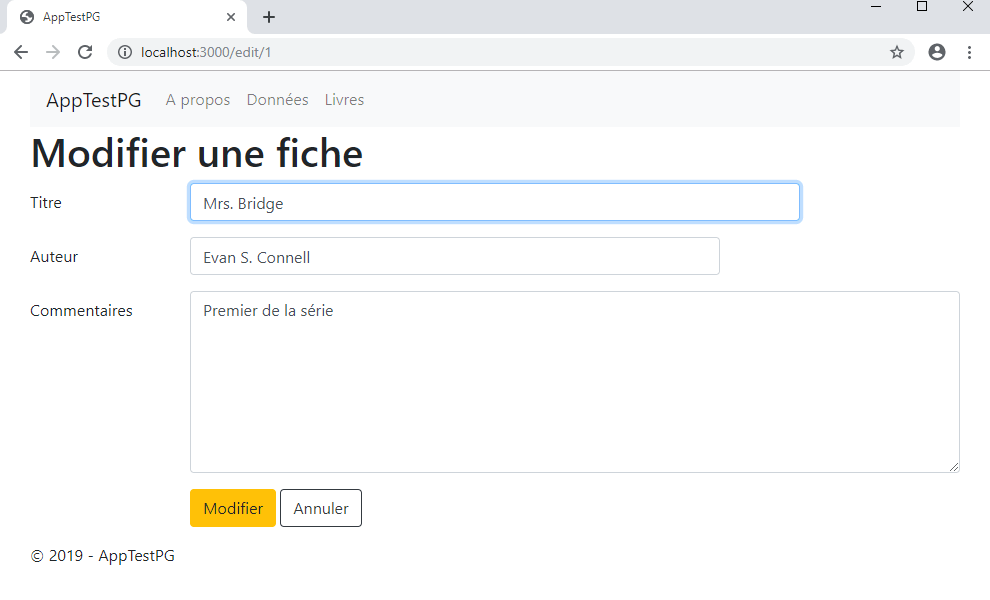 AppTestPG
localhost:3000/edit/1
AppTestPG A propos Données Livres
Modifier une fiche
Titre Mrs. Bridge
Auteur Evan S. Connell
Commentaires Premier de la série
Modifier Annuler
© 2019 - AppTestPG